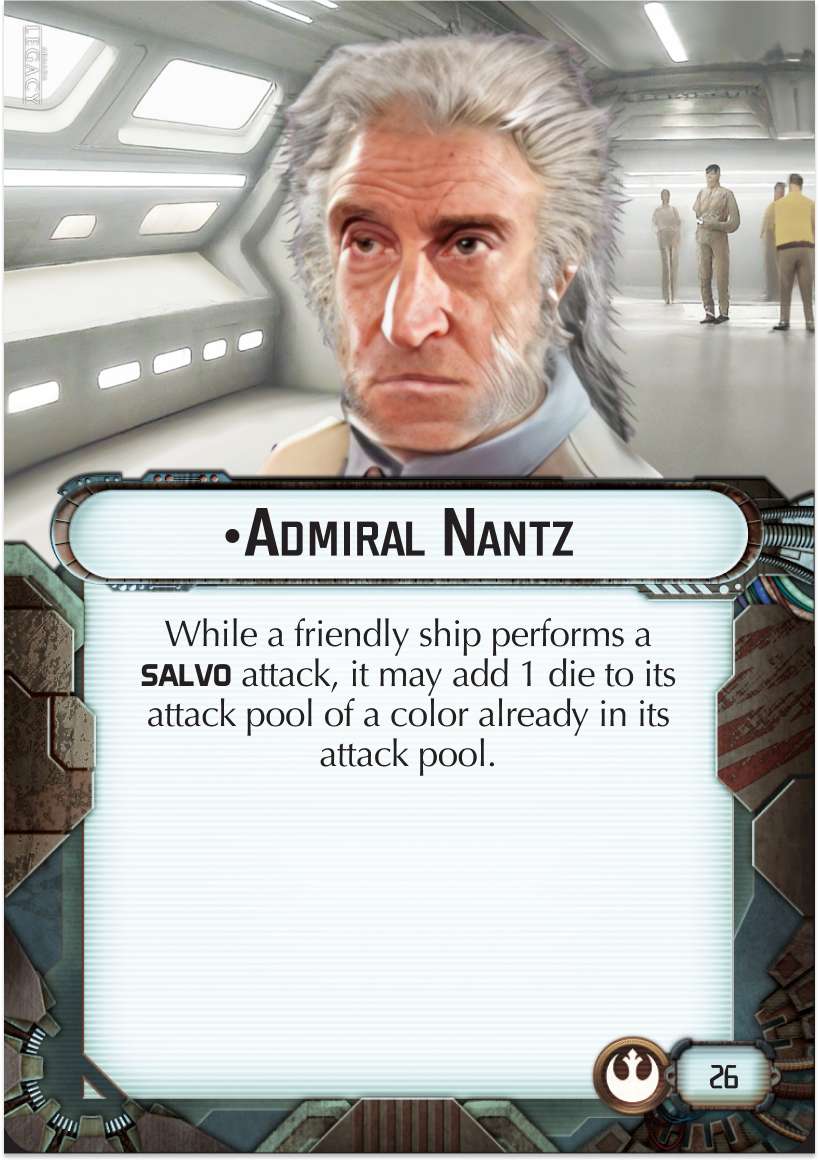 LEGACY
•Admiral Nantz
While a friendly ship performs a
SALVO attack, it may add 1 die to its
attack pool of a color already in its
attack pool.
26